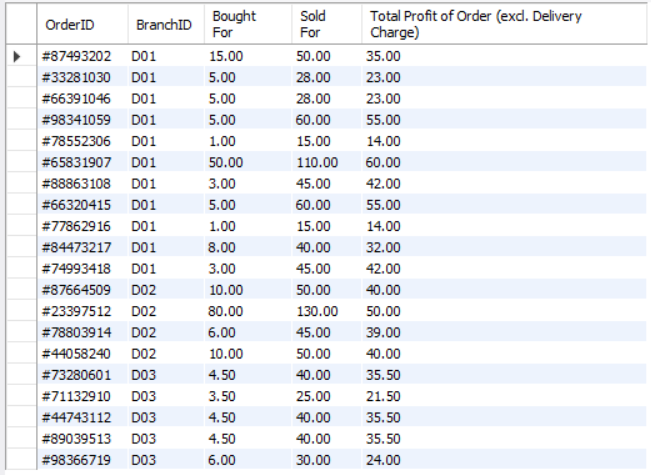 OrderID BranchID Bought For Sold For Total Profit of Order (excl. Delivery Charge)
#87493202 D01 15.00 50.00 35.00
#33281030 D01 5.00 28.00 23.00
#66391046 D01 5.00 28.00 23.00
#98341059 D01 5.00 60.00 55.00
#78552306 D01 1.00 15.00 14.00
#65831907 D01 50.00 110.00 60.00
#88863108 D01 3.00 45.00 42.00
#66320415 D01 5.00 60.00 55.00
#77862916 D01 1.00 15.00 14.00
#84473217 D01 8.00 40.00 32.00
#74993418 D01 3.00 45.00 42.00
#87664509 D02 10.00 50.00 40.00
#23397512 D02 80.00 130.00 50.00
#78803914 D02 6.00 45.00 39.00
#44058240 D02 10.00 50.00 40.00
#73280601 D03 4.50 40.00 35.50
#71132910 D03 3.50 25.00 21.50
#44743112 D03 4.50 40.00 35.50
#89039513 D03 4.50 40.00 35.50
#98366719 D03 6.00 30.00 24.00